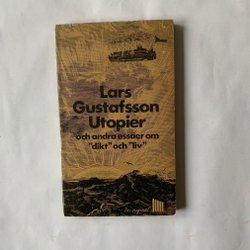 Lars
Gustafsson
Utopier
och andra essäer om
"dikt" och "liv"